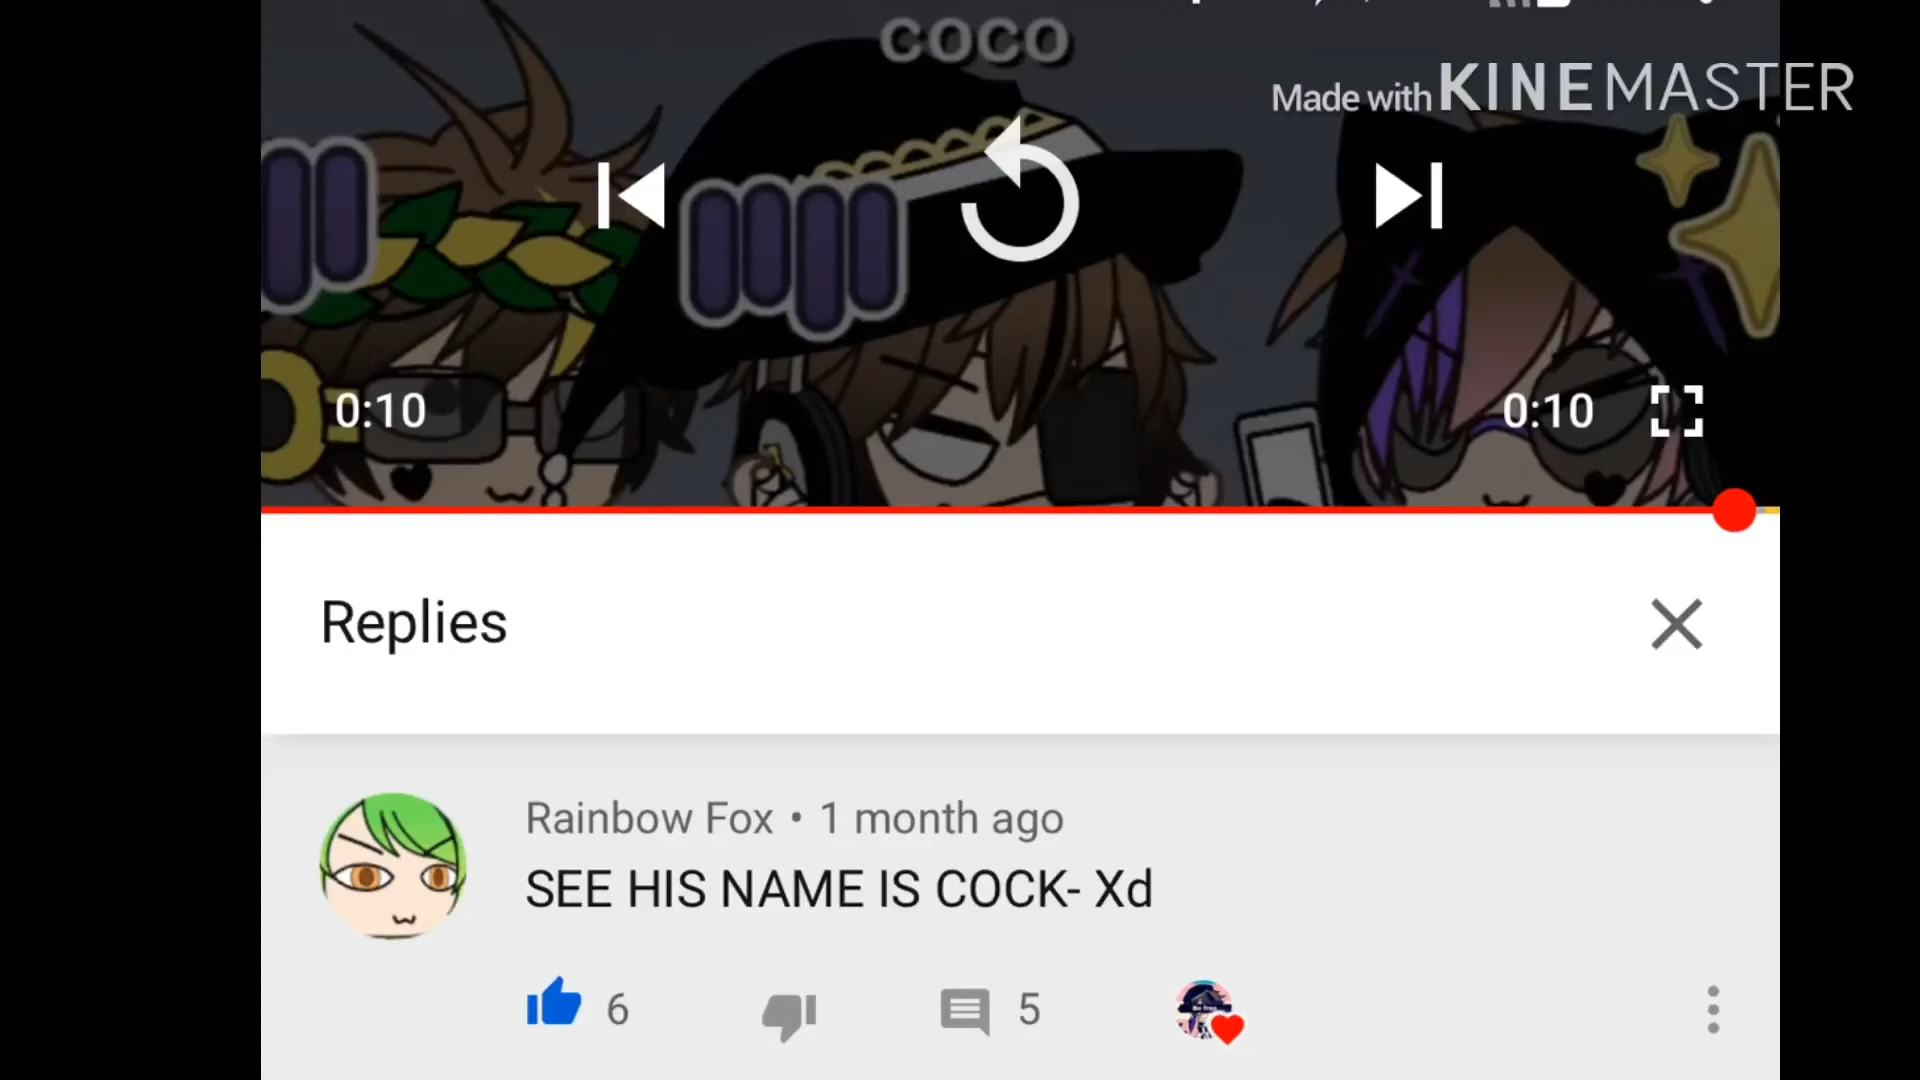 COCO
Made with KINEMASTER
0:10
0:10
Replies
Rainbow Fox • 1 month ago
SEE HIS NAME IS COCK- Xd
6
5